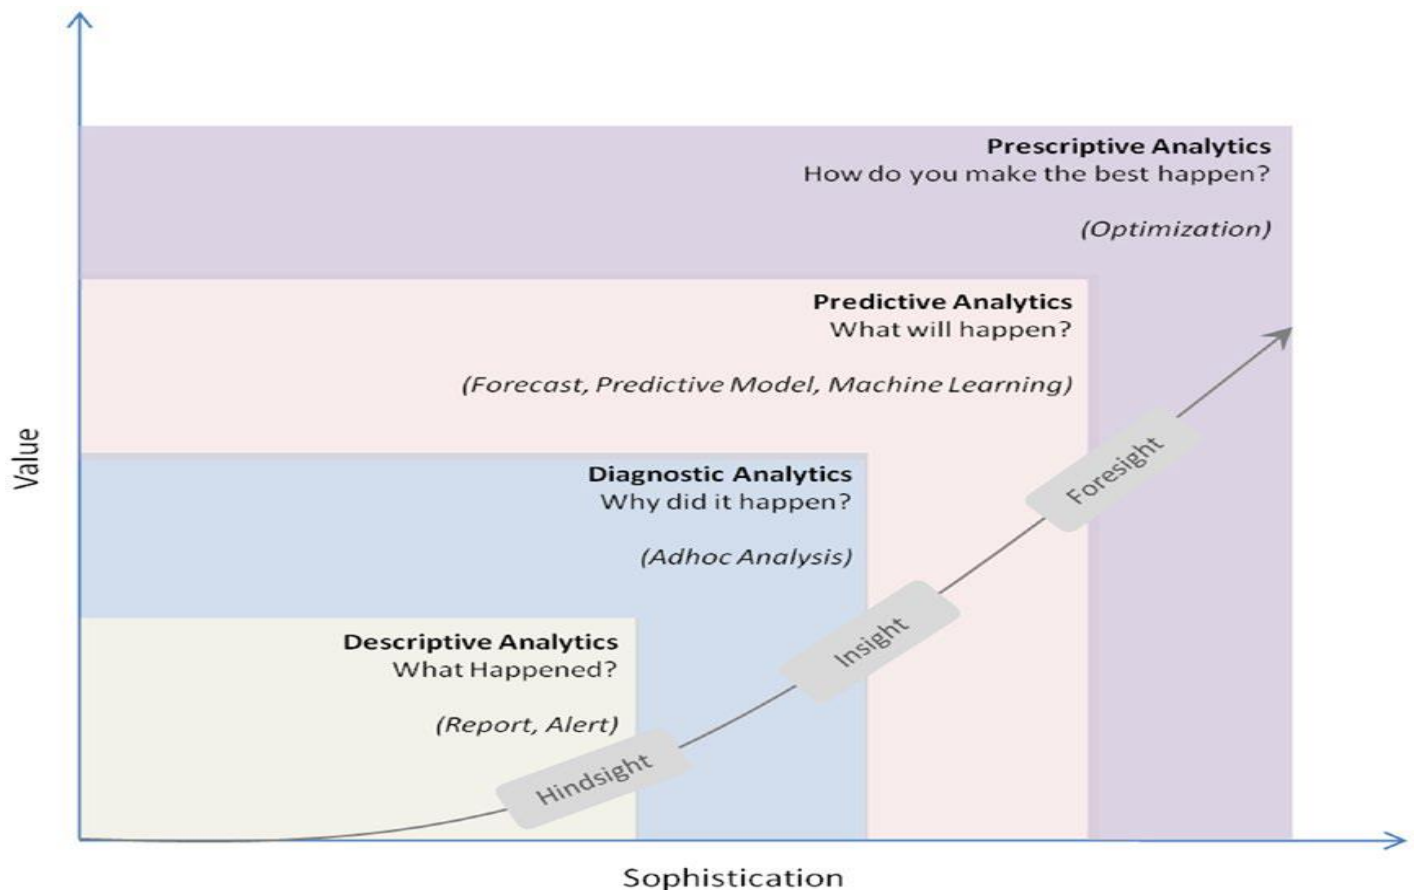 Prescriptive Analytics
How do you make the best happen?
(Optimization)
Predictive Analytics
What will happen?
(Forecast, Predictive Model, Machine Learning)
Diagnostic Analytics
Why did it happen?
(Adhoc Analysis)
Descriptive Analytics
What Happened?
(Report, Alert)
Hindsight
Insight
Foresight
Value
Sophistication